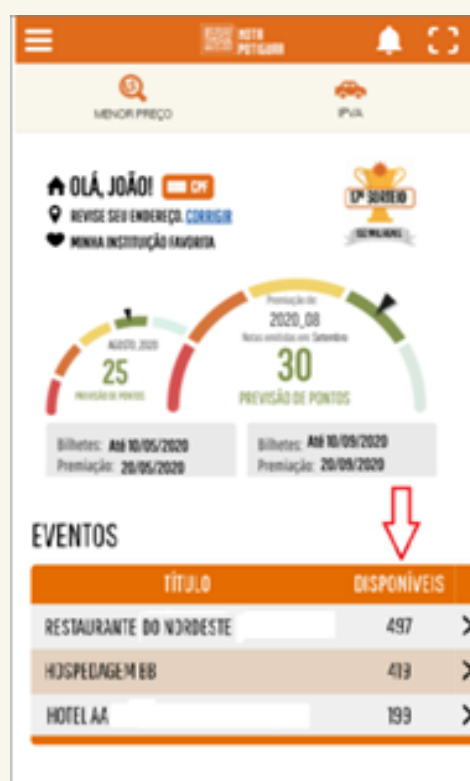 NOTA
POTIGUAR
MENOR PREÇO
IPVA
OLÁ, JOÃO! CPF
REVISE SEU ENDEREÇO. CORRIGIR
MINHA INSTITUIÇÃO FAVORITA
12º SORTEIO
AGOSTO_2020
25
PREVISÃO DE PONTOS
Premiação de:
2020_08
Notas emitidas em Setembro
30
PREVISÃO DE PONTOS
Bilhetes: Até 10/05/2020
Premiação: 20/05/2020
Bilhetes: Até 10/09/2020
Premiação: 20/09/2020
EVENTOS
TÍTULO DISPONÍVEIS
RESTAURANTE DO NORDESTE 497
HOSPEDAGEM BB 419
HOTEL AA 199